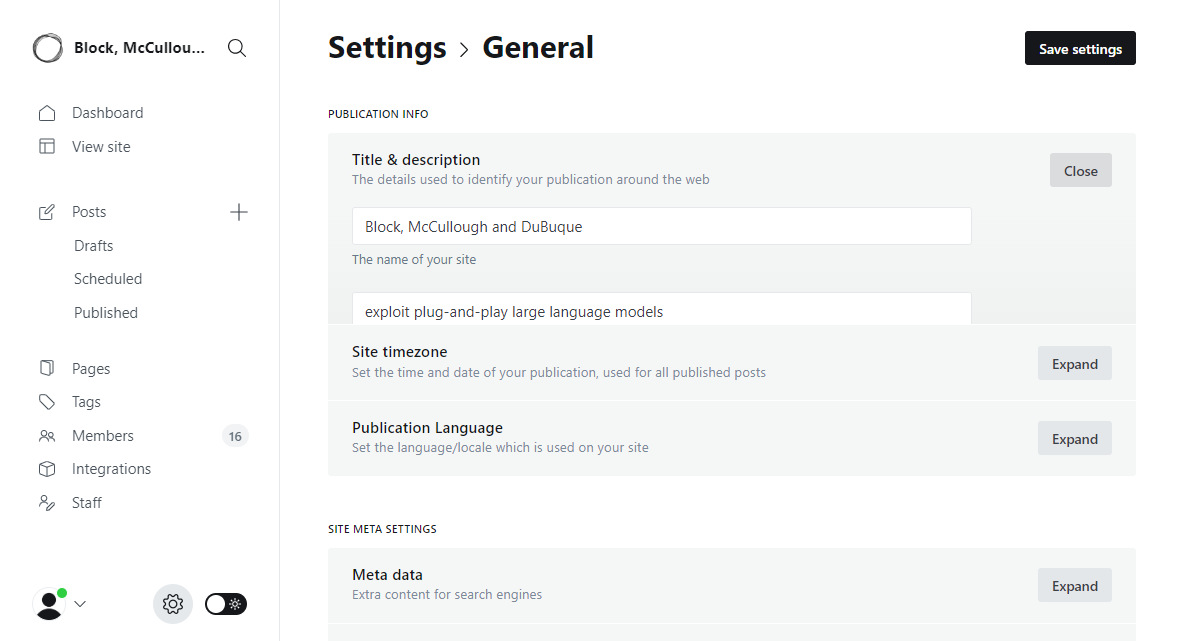 Block, McCullou...
Dashboard
View site
Posts
Drafts
Scheduled
Published
Pages
Tags
Members
16
Integrations
Staff
Settings
General
Save settings
PUBLICATION INFO
Title & description
The details used to identify your publication around the web
Close
Block, McCullough and DuBuque
The name of your site
exploit plug-and-play large language models
Site timezone
Set the time and date of your publication, used for all published posts
Expand
Publication Language
Set the language/locale which is used on your site
Expand
SITE META SETTINGS
Meta data
Extra content for search engines
Expand